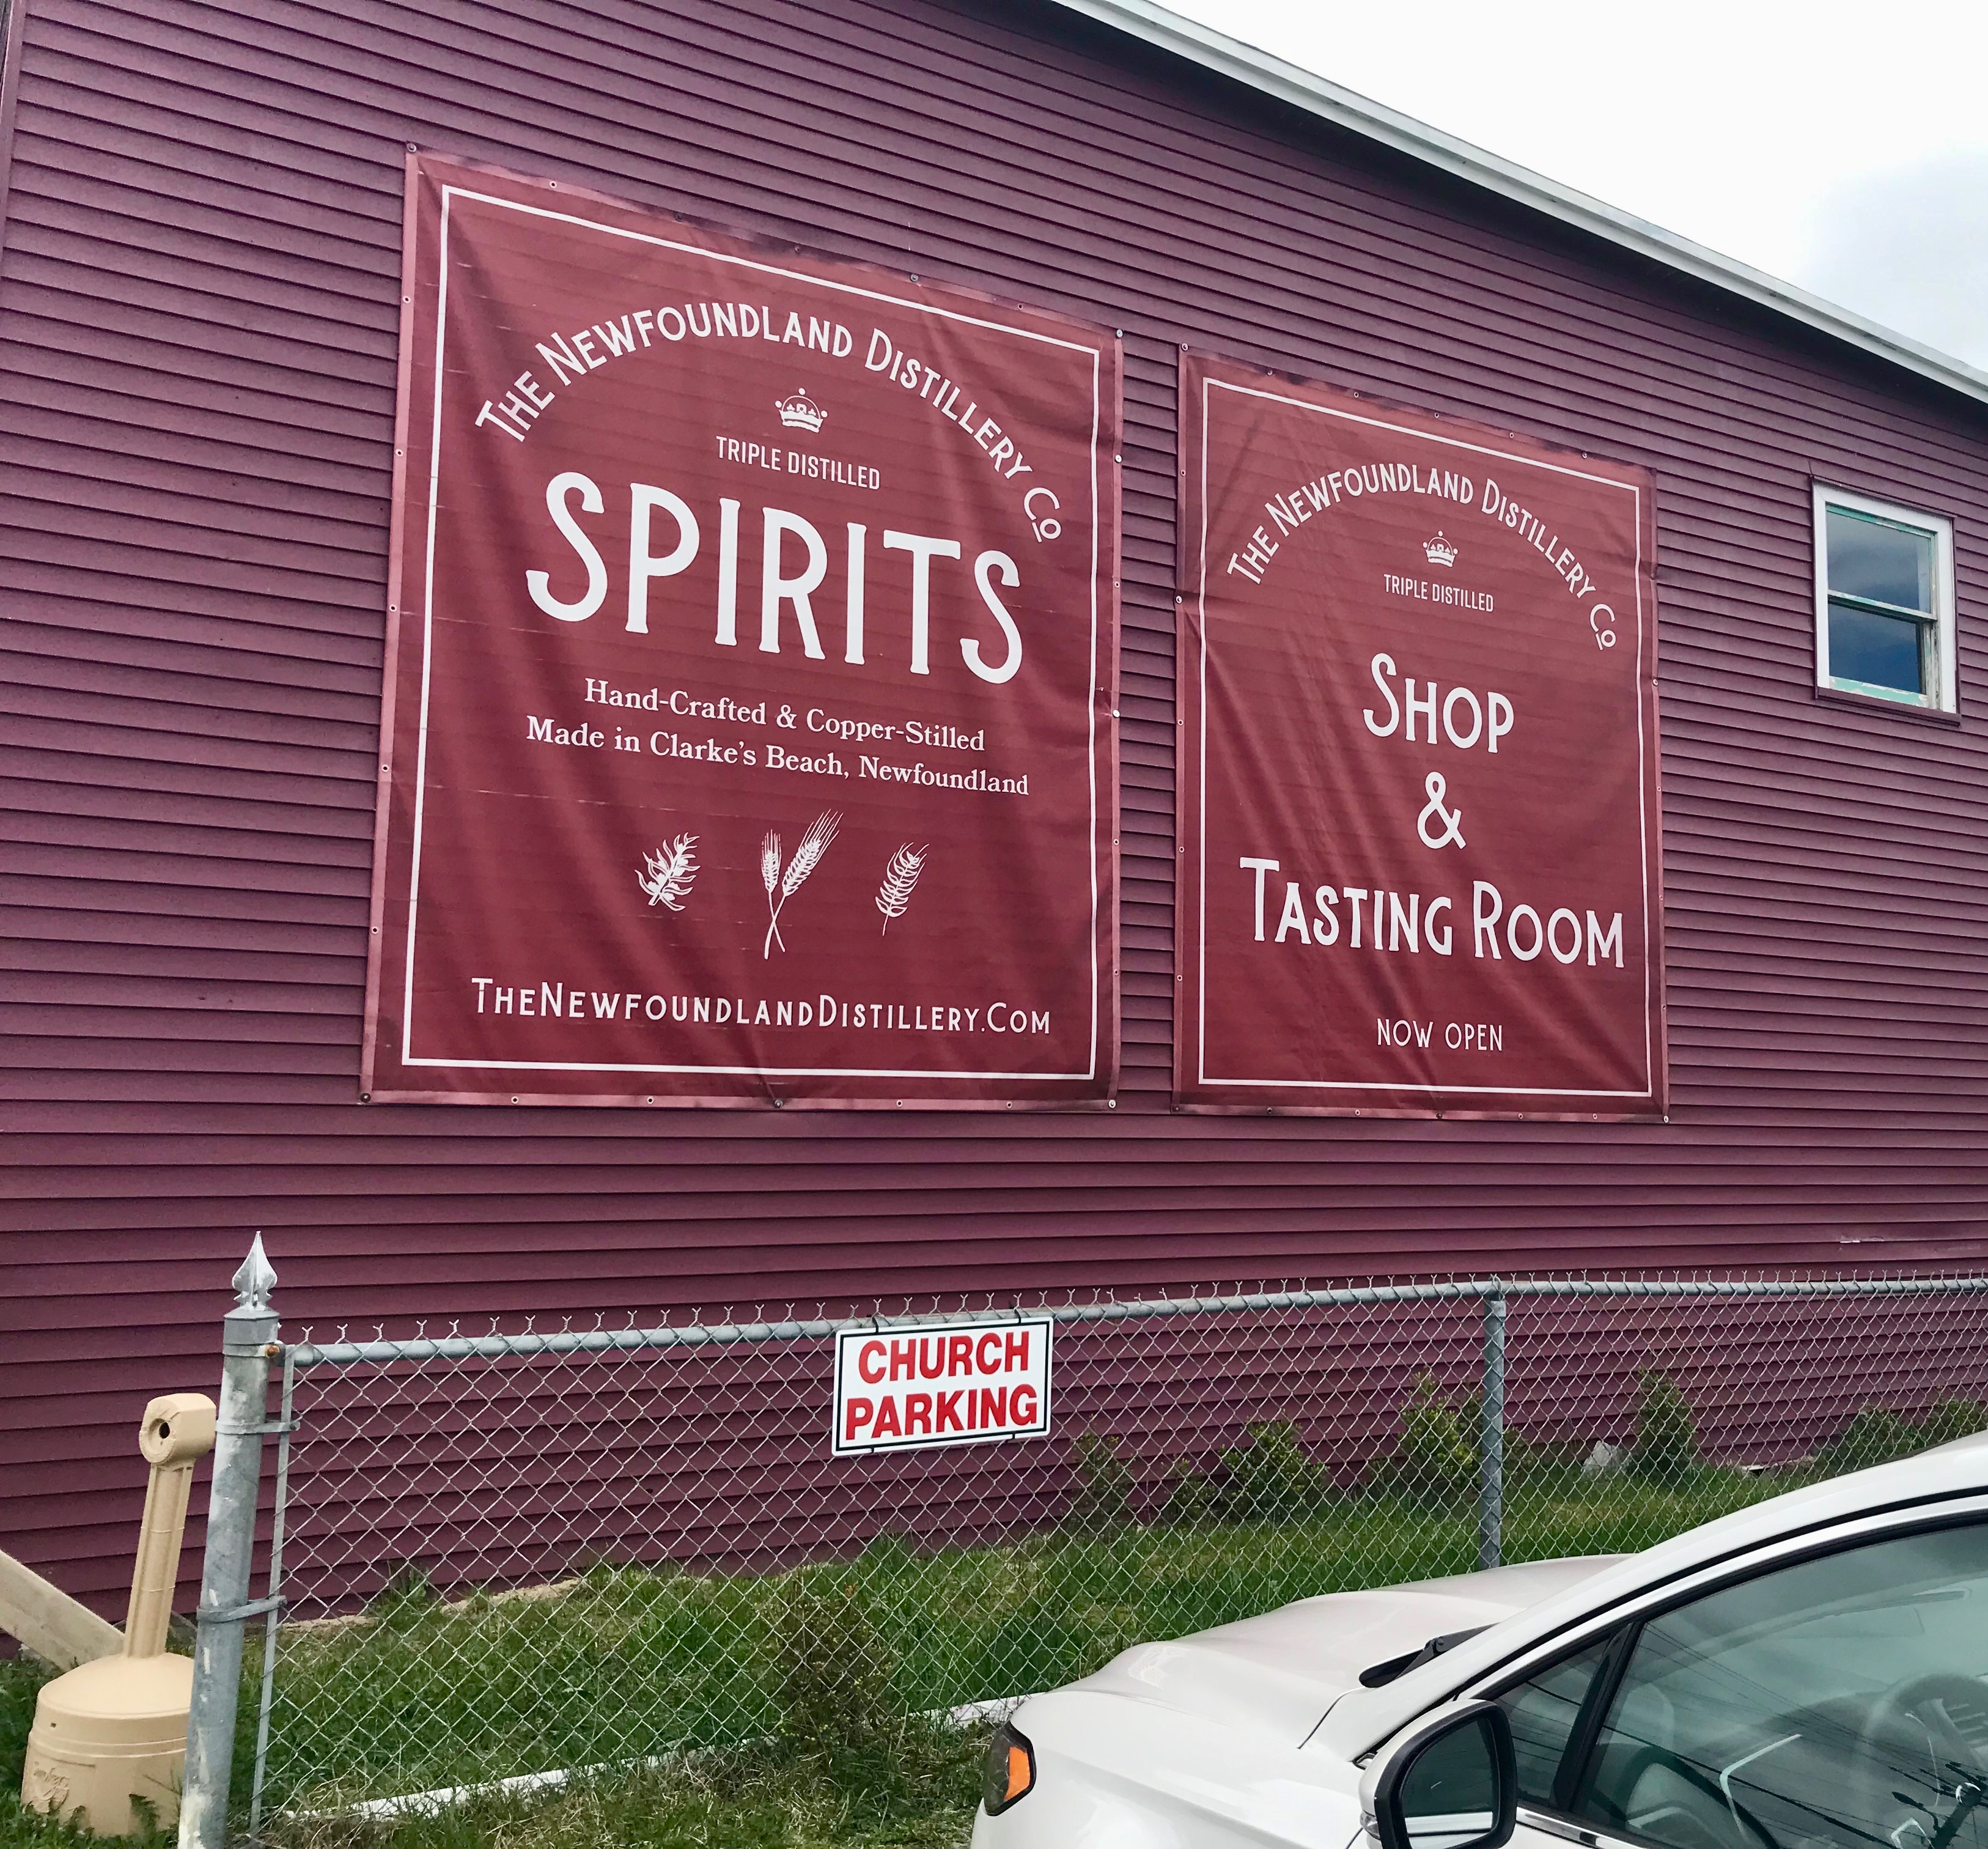 THE NEWFOUNDLAND DISTILLERY CO
TRIPLE DISTILLED
SPIRITS
Hand-Crafted & Copper-Stilled
Made in Clarke's Beach, Newfoundland
THENEWFOUNDLANDDISTILLERY.COM
THE NEWFOUNDLAND DISTILLERY CO
TRIPLE DISTILLED
SHOP
&
TASTING ROOM
NOW OPEN
CHURCH
PARKING